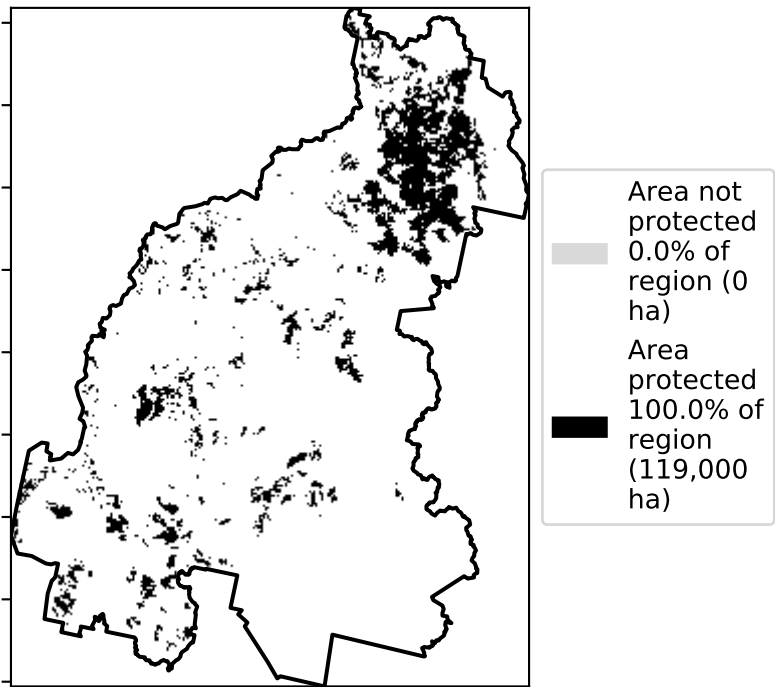 Area not
protected
0.0% of
region (0
ha)
Area
protected
100.0% of
region
(119,000
ha)